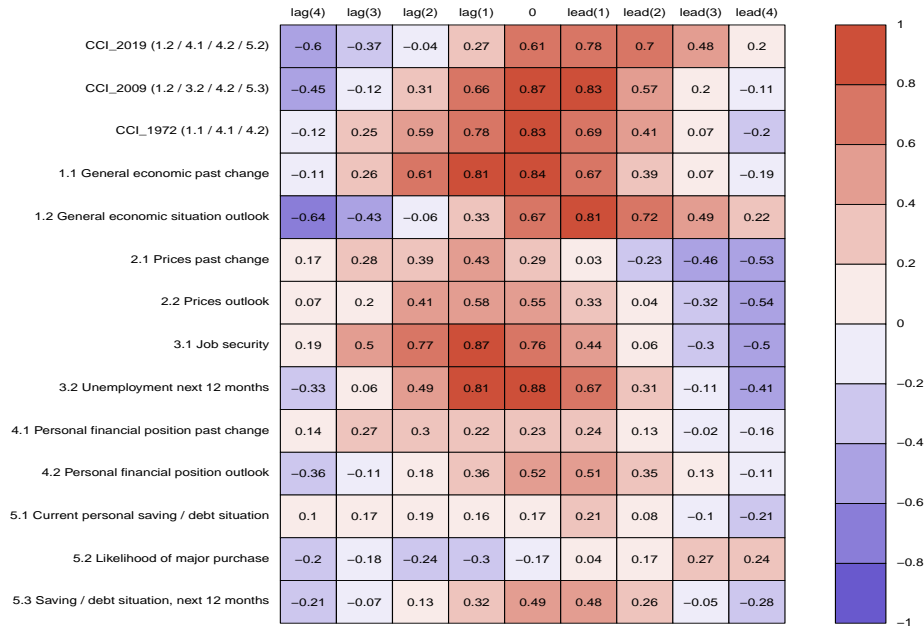 lag(4) lag(3) lag(2) lag(1) 0 lead(1) lead(2) lead(3) lead(4)
CCI_2019 (1.2 / 4.1 / 4.2 / 5.2) −0.6 −0.37 −0.04 0.27 0.61 0.78 0.7 0.48 0.2
CCI_2009 (1.2 / 3.2 / 4.2 / 5.3) −0.45 −0.12 0.31 0.66 0.87 0.83 0.57 0.2 −0.11
CCI_1972 (1.1 / 4.1 / 4.2) −0.12 0.25 0.59 0.78 0.83 0.69 0.41 0.07 −0.2
1.1 General economic past change −0.11 0.26 0.61 0.81 0.84 0.67 0.39 0.07 −0.19
1.2 General economic situation outlook −0.64 −0.43 −0.06 0.33 0.67 0.81 0.72 0.49 0.22
2.1 Prices past change 0.17 0.28 0.39 0.43 0.29 0.03 −0.23 −0.46 −0.53
2.2 Prices outlook 0.07 0.2 0.41 0.58 0.55 0.33 0.04 −0.32 −0.54
3.1 Job security 0.19 0.5 0.77 0.87 0.76 0.44 0.06 −0.3 −0.5
3.2 Unemployment next 12 months −0.33 0.06 0.49 0.81 0.88 0.67 0.31 −0.11 −0.41
4.1 Personal financial position past change 0.14 0.27 0.3 0.22 0.23 0.24 0.13 −0.02 −0.16
4.2 Personal financial position outlook −0.36 −0.11 0.18 0.36 0.52 0.51 0.35 0.13 −0.11
5.1 Current personal saving / debt situation 0.1 0.17 0.19 0.16 0.17 0.21 0.08 −0.1 −0.21
5.2 Likelihood of major purchase −0.2 −0.18 −0.24 −0.3 −0.17 0.04 0.17 0.27 0.24
5.3 Saving / debt situation, next 12 months −0.21 −0.07 0.13 0.32 0.49 0.48 0.26 −0.05 −0.28
1
0.8
0.6
0.4
0.2
0
−0.2
−0.4
−0.6
−0.8
−1